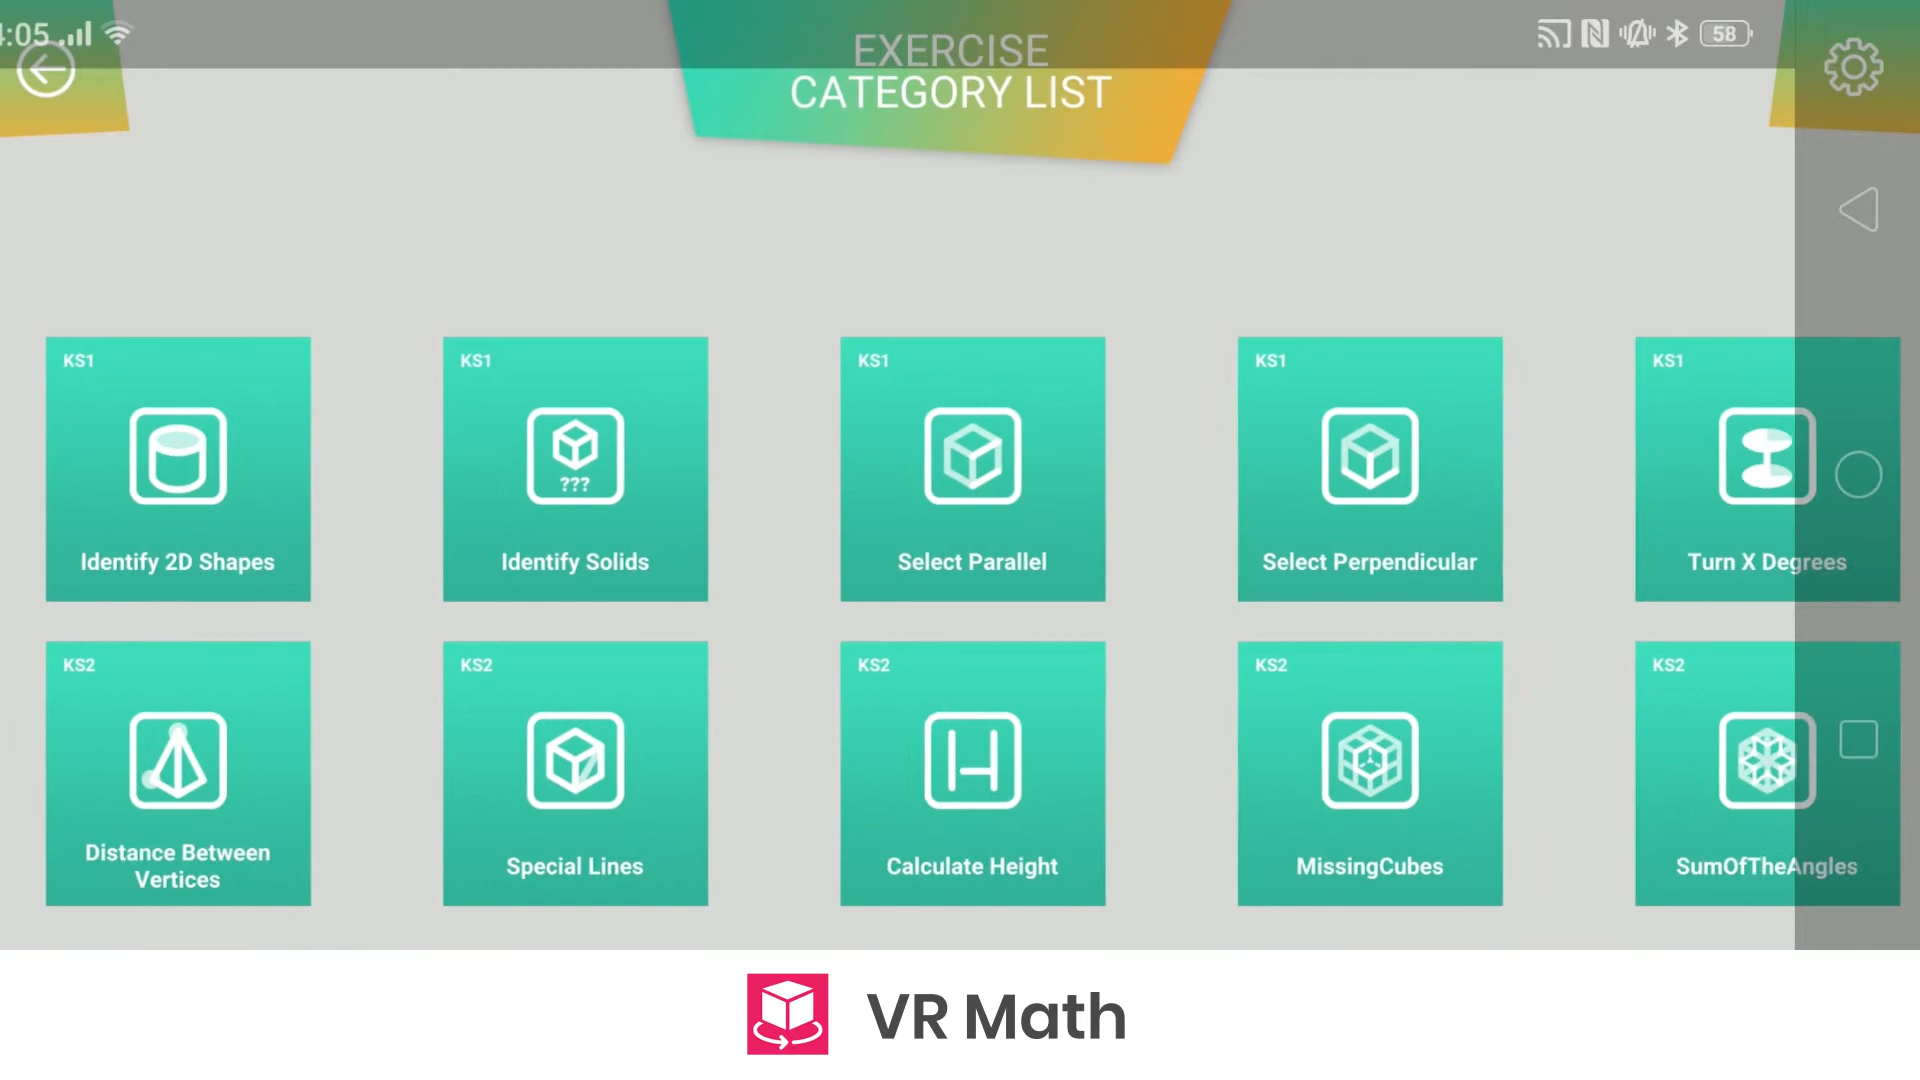 4:05
58
EXERCISE
CATEGORY LIST
KS1
KS1
KS1
KS1
KS1
???
Identify 2D Shapes
Identify Solids
Select Parallel
Select Perpendicular
Turn X Degrees
KS2
KS2
KS2
KS2
KS2
Distance Between
Vertices
Special Lines
Calculate Height
MissingCubes
SumOfTheAngles
VR Math